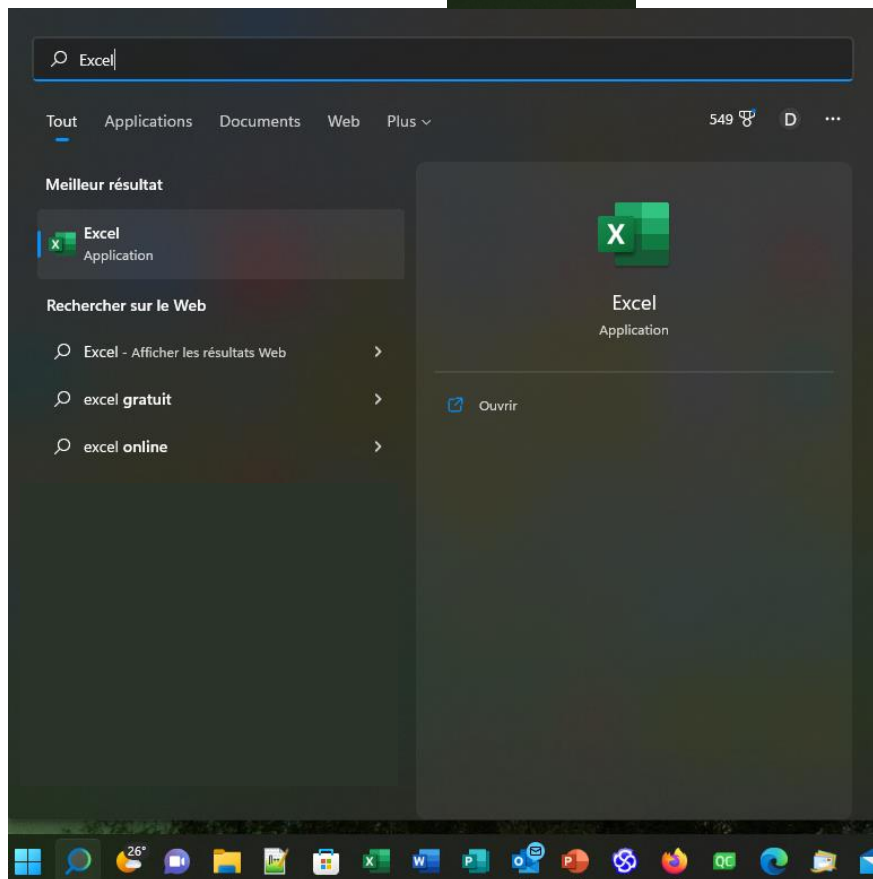 Excel
Tout Applications Documents Web Plus
549 D ...
Meilleur résultat
Excel
Application
Rechercher sur le Web
Excel - Afficher les résultats Web
excel gratuit
excel online
X
Excel
Application
Ouvrir
26°
X
W
P
O
P
QC